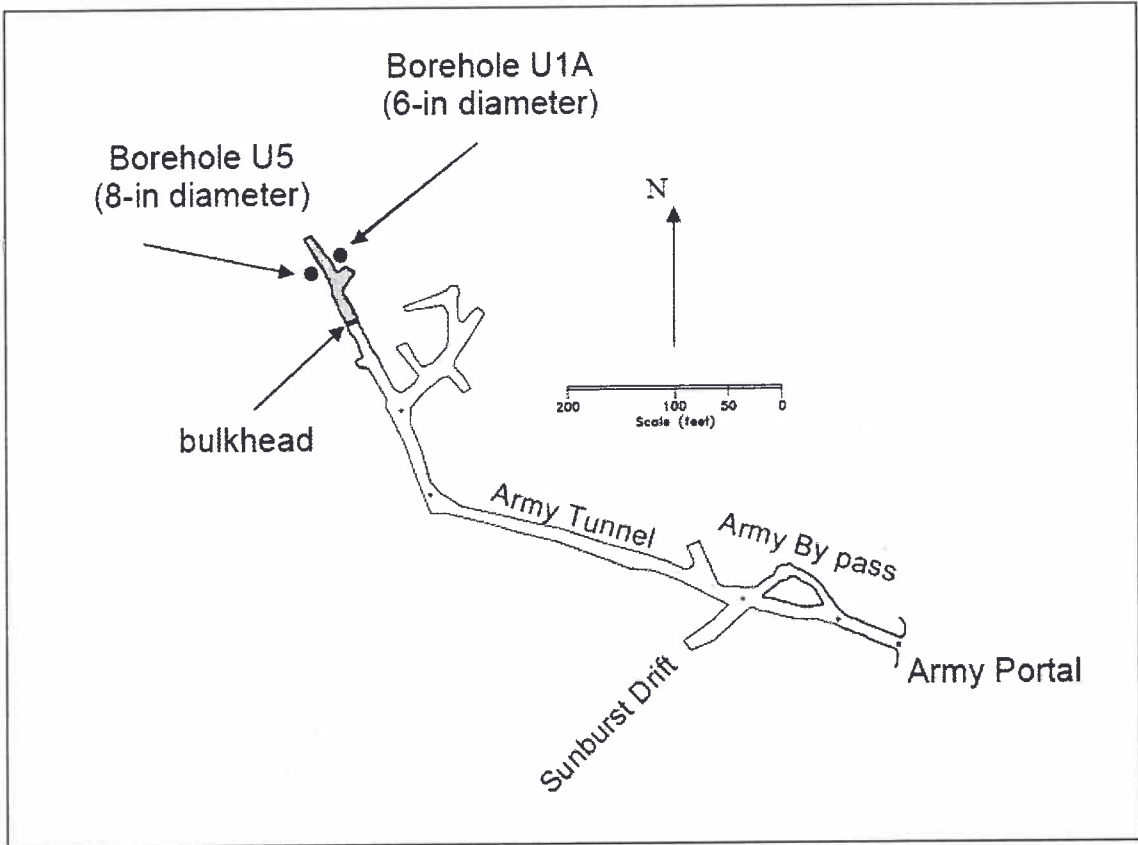 Borehole U1A
(6-in diameter)
Borehole U5
(8-in diameter)
N
bulkhead
200 100 50 0
Scale (feet)
Army Tunnel
Army By pass
Army Portal
Sunburst Drift